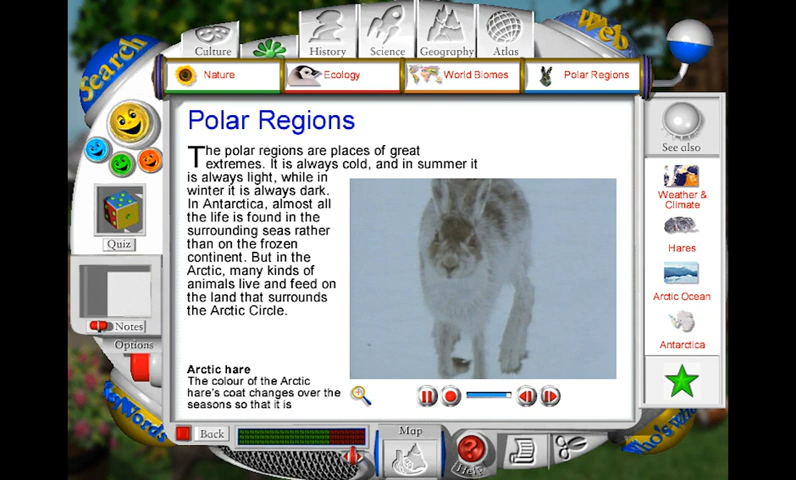 Search
Culture
History
Science
Geography
Atlas
Web
Nature
Ecology
World Biomes
Polar Regions
Polar Regions
The polar regions are places of great
extremes. It is always cold, and in summer it
is always light, while in
winter it is always dark.
In Antarctica, almost all
the life is found in the
surrounding seas rather
than on the frozen
continent. But in the
Arctic, many kinds of
animals live and feed on
the land that surrounds
the Arctic Circle.
Arctic hare
The colour of the Arctic
hare's coat changes over the
seasons so that it is
See also
Weather &
Climate
Hares
Arctic Ocean
Antarctica
Quiz
Notes
Options
KeyWords
Back
Map
Help
Who's who